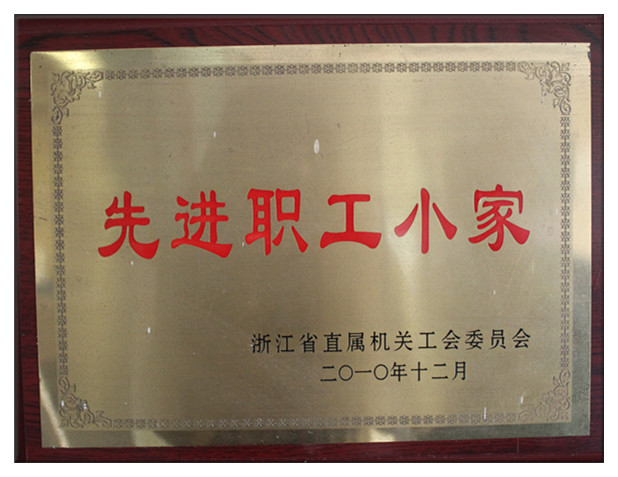 先进职工小家
浙江省直属机关工会委员会
二〇一〇年十二月